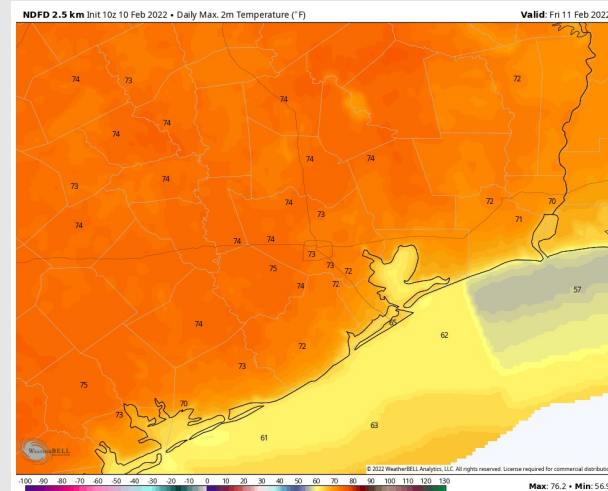 NDFD 2.5 km Init 10z 10 Feb 2022 • Daily Max. 2m Temperature (°F) Valid: Fri 11 Feb 2022
74 73 72
74
74
74
74 74
73 74
74 72 70
73 71
74 74
73
75 73 72
74 72
57
74 65
62
72
73
75
70
73
63
61
WeatherBELL
© 2022 WeatherBELL Analytics, LLC. All rights reserved. License required for commercial distribut
-100 -90 -80 -70 -60 -50 -40 -30 -20 -10 0 10 20 30 40 50 60 70 80 90 100 110 120 130
Max: 76.2 • Min: 56.9